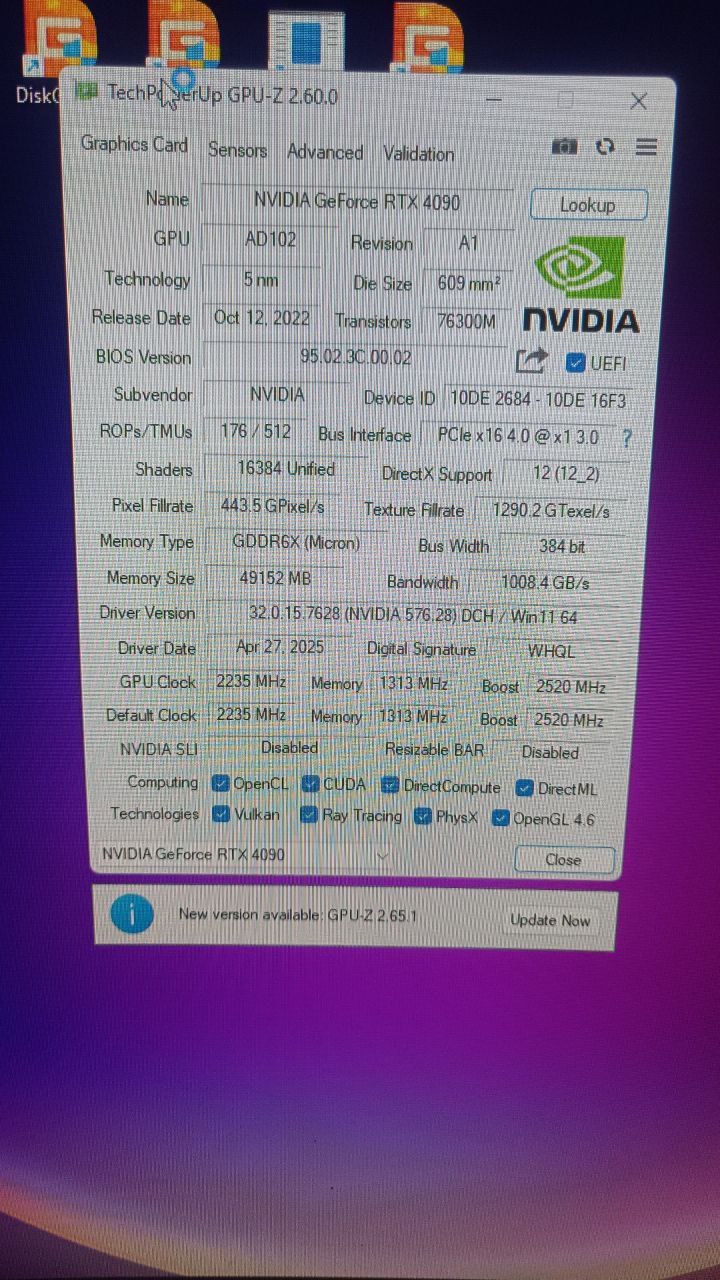 DiskG
TechPowerUp GPU-Z 2.60.0
Graphics Card Sensors Advanced Validation
Name NVIDIA GeForce RTX 4090 Lookup
GPU AD102 Revision A1
Technology 5 nm Die Size 609 mm²
Release Date Oct 12, 2022 Transistors 76300M
NVIDIA
BIOS Version 95.02.3C.00.02 UEFI
Subvendor NVIDIA Device ID 10DE 2684 - 10DE 16F3
ROPs/TMUs 176 / 512 Bus Interface PCIe x16 4.0 @ x1 3.0 ?
Shaders 16384 Unified DirectX Support 12 (12_2)
Pixel Fillrate 443.5 GPixel/s Texture Fillrate 1290.2 GTexel/s
Memory Type GDDR6X (Micron) Bus Width 384 bit
Memory Size 49152 MB Bandwidth 1008.4 GB/s
Driver Version 32.0.15.7628 (NVIDIA 576.28) DCH / Win11 64
Driver Date Apr 27, 2025 Digital Signature WHQL
GPU Clock 2235 MHz Memory 1313 MHz Boost 2520 MHz
Default Clock 2235 MHz Memory 1313 MHz Boost 2520 MHz
NVIDIA SLI Disabled Resizable BAR Disabled
Computing OpenCL CUDA DirectCompute DirectML
Technologies Vulkan Ray Tracing PhysX OpenGL 4.6
NVIDIA GeForce RTX 4090 Close
New version available: GPU-Z 2.65.1 Update Now